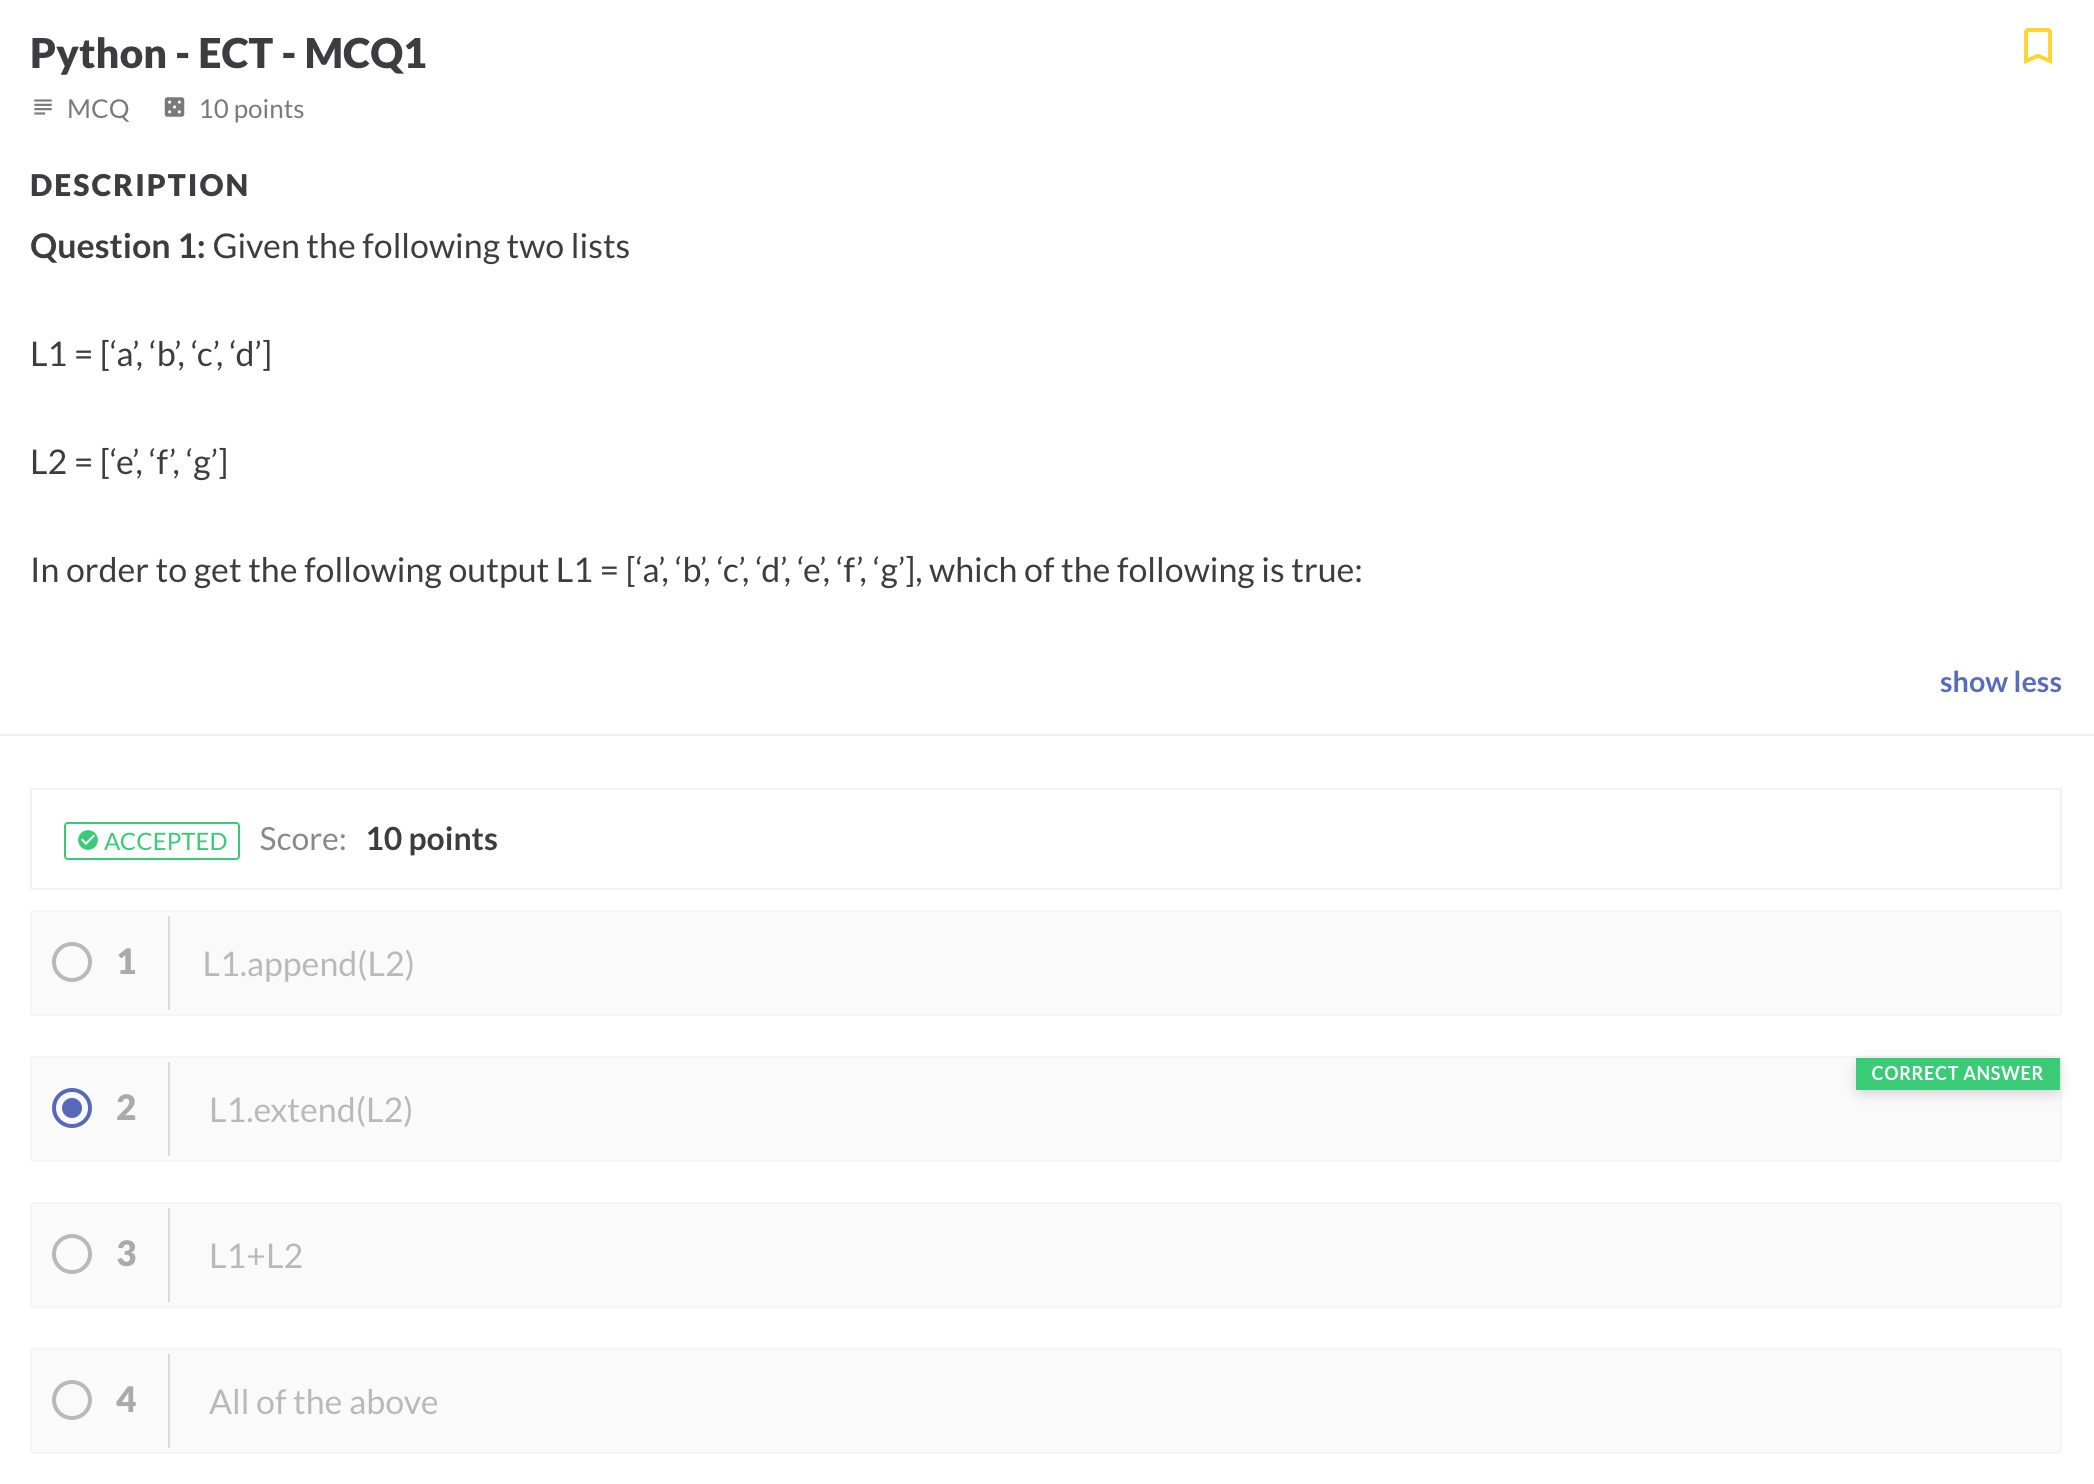 Python - ECT - MCQ1
MCQ 10 points
DESCRIPTION
Question 1: Given the following two lists
L1 = [‘a’, ‘b’, ‘c’, ‘d’]
L2 = [‘e’, ‘f’, ‘g’]
In order to get the following output L1 = [‘a’, ‘b’, ‘c’, ‘d’, ‘e’, ‘f’, ‘g’], which of the following is true:
show less
ACCEPTED Score: 10 points
1 L1.append(L2)
CORRECT ANSWER
2 L1.extend(L2)
3 L1+L2
4 All of the above